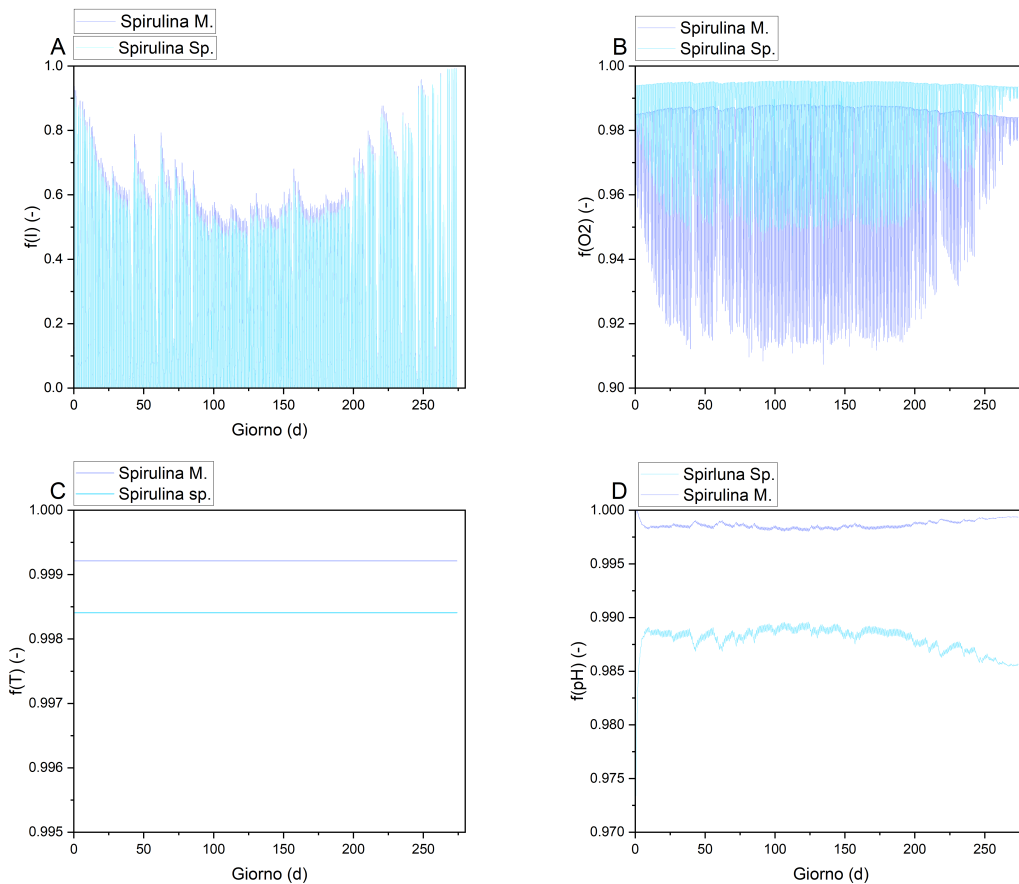 Spirulina M.
Spirulina Sp.
A
1.0
0.8
0.6
0.4
0.2
0.0
f(I) (-)
0 50 100 150 200 250
Giorno (d)
Spirulina M.
Spirulina Sp.
B
1.00
0.98
0.96
0.94
0.92
0.90
f(O2) (-)
0 50 100 150 200 250
Giorno (d)
Spirulina M.
Spirulina sp.
C
1.000
0.999
0.998
0.997
0.996
0.995
f(T) (-)
0 50 100 150 200 250
Giorno (d)
Spirluna Sp.
Spirulina M.
D
1.000
0.995
0.990
0.985
0.980
0.975
0.970
f(pH) (-)
0 50 100 150 200 250
Giorno (d)